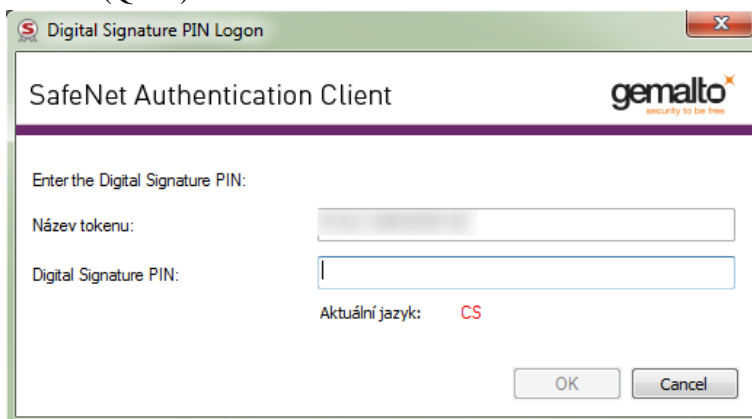 Digital Signature PIN Logon
SafeNet Authentication Client
gemalto
security to be free
Enter the Digital Signature PIN:
Název tokenu:
Digital Signature PIN:
Aktuální jazyk: CS
OK Cancel